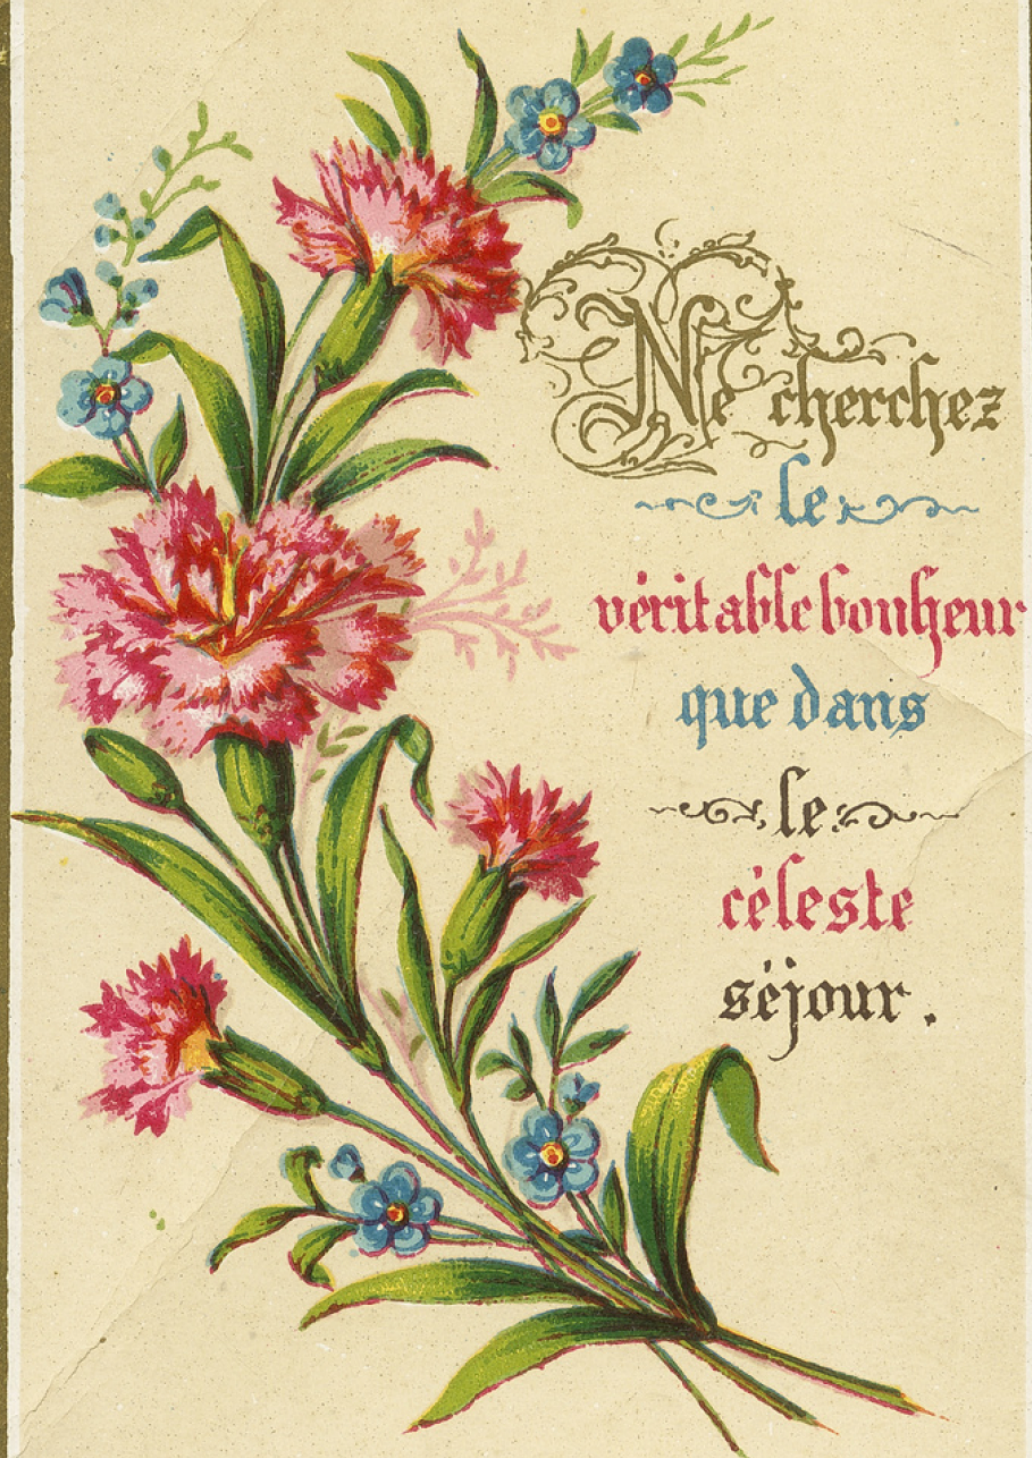 Ne cherchez
le
véritable bonheur
que dans
le
céleste
séjour.